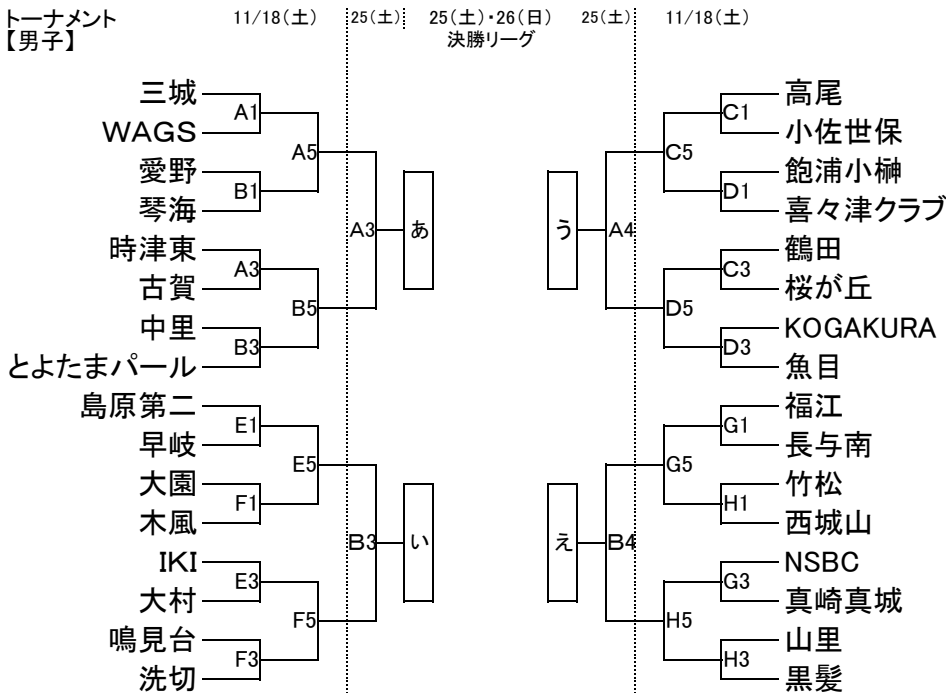 トーナメント 11/18(土) 25(土) 25(土)・26(日) 25(土) 11/18(土)
【男子】 決勝リーグ
三城
A1
WAGS
A5
愛野
B1
琴海
A3
あ
時津東
A3
古賀
B5
中里
B3
とよたまパール
島原第二
E1
早岐
E5
大園
F1
木風
B3
い
IKI
E3
大村
F5
鳴見台
F3
洗切
高尾
C1
小佐世保
C5
飽浦小榊
D1
喜々津クラブ
う
A4
鶴田
C3
桜が丘
D5
KOGAKURA
D3
魚目
福江
G1
長与南
G5
竹松
H1
西城山
え
B4
NSBC
G3
真崎真城
H5
山里
H3
黒髪